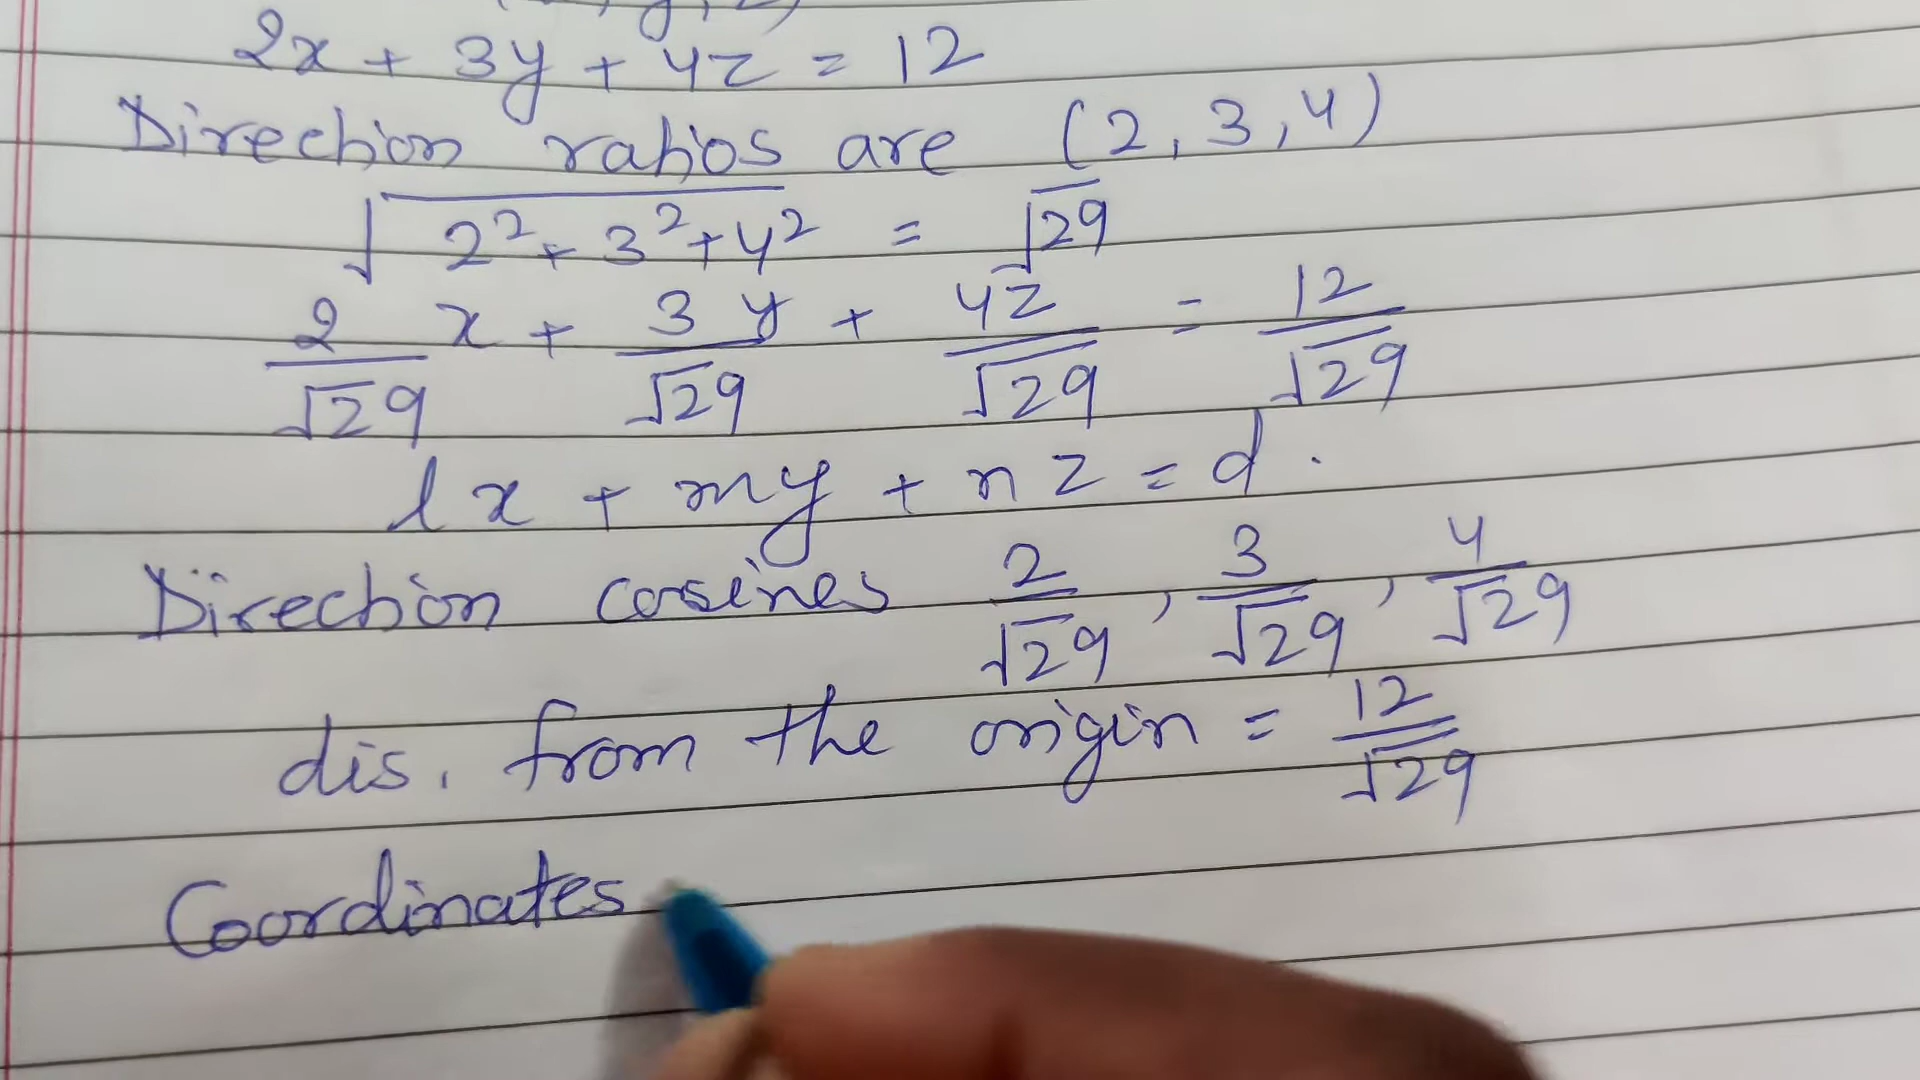 2x + 3y + 4z = 12
Direction ratios are (2, 3, 4)
√(2² + 3² + 4²) = √29
2/√29 x + 3y/√29 + 4z/√29 = 12/√29
lx + my + nz = d.
Direction cosines 2/√29, 3/√29, 4/√29
dis. from the origin = 12/√29
Coordinates